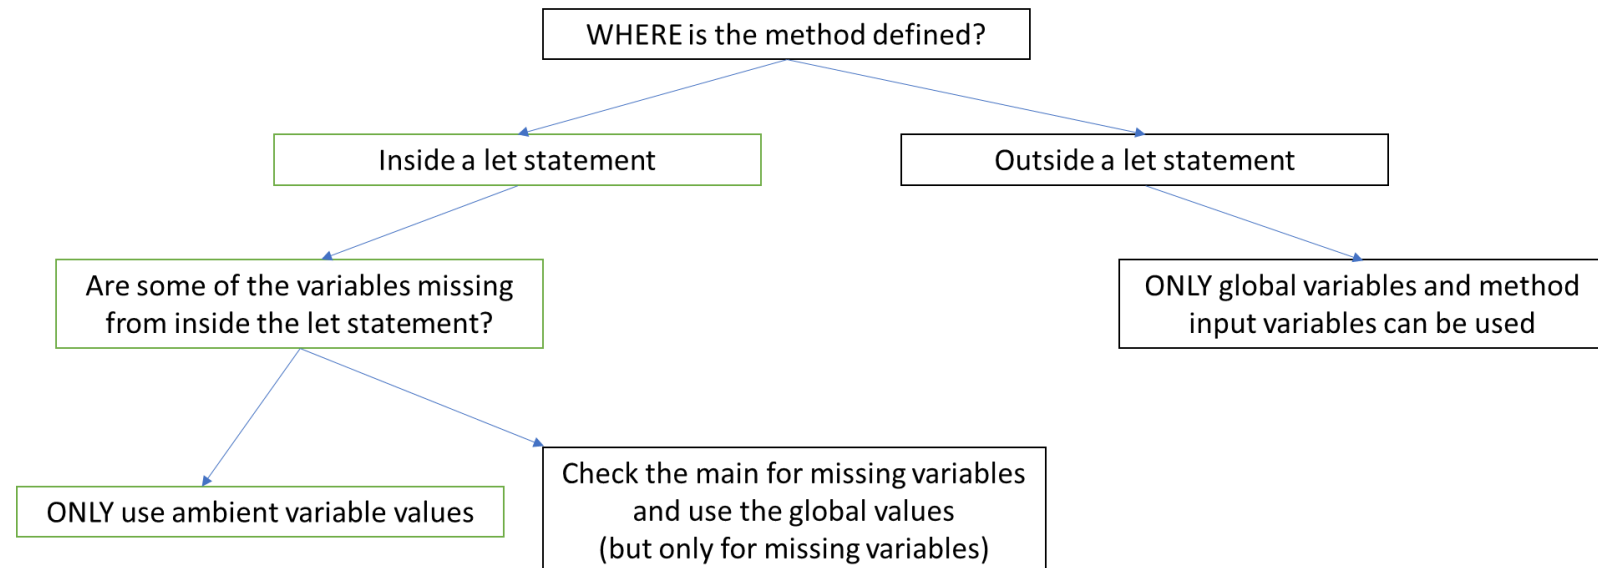 WHERE is the method defined?
Inside a let statement
Outside a let statement
Are some of the variables missing
from inside the let statement?
ONLY global variables and method
input variables can be used
ONLY use ambient variable values
Check the main for missing variables
and use the global values
(but only for missing variables)